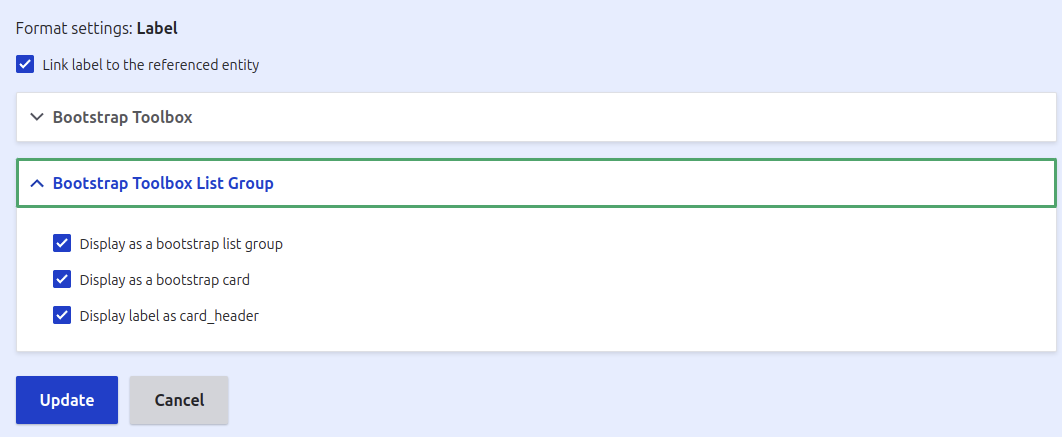 Format settings: Label
Link label to the referenced entity
Bootstrap Toolbox
Bootstrap Toolbox List Group
Display as a bootstrap list group
Display as a bootstrap card
Display label as card_header
Update Cancel